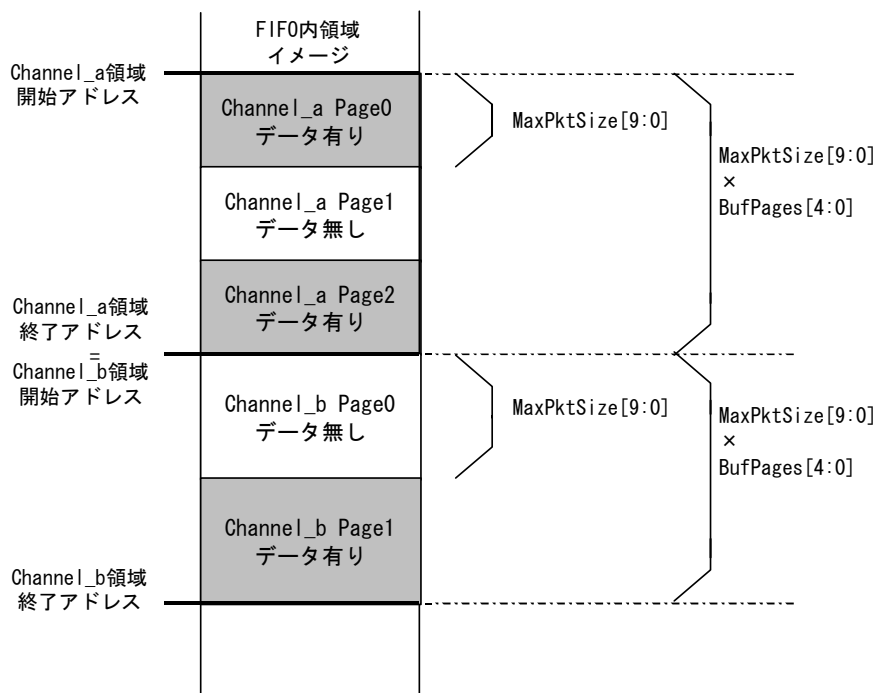 FIFO内領域
イメージ
Channel_a領域
開始アドレス
Channel_a Page0
データ有り
MaxPktSize[9:0]
MaxPktSize[9:0]
×
BufPages[4:0]
Channel_a Page1
データ無し
Channel_a Page2
データ有り
Channel_a領域
終了アドレス
=
Channel_b領域
開始アドレス
Channel_b Page0
データ無し
MaxPktSize[9:0]
MaxPktSize[9:0]
×
BufPages[4:0]
Channel_b Page1
データ有り
Channel_b領域
終了アドレス